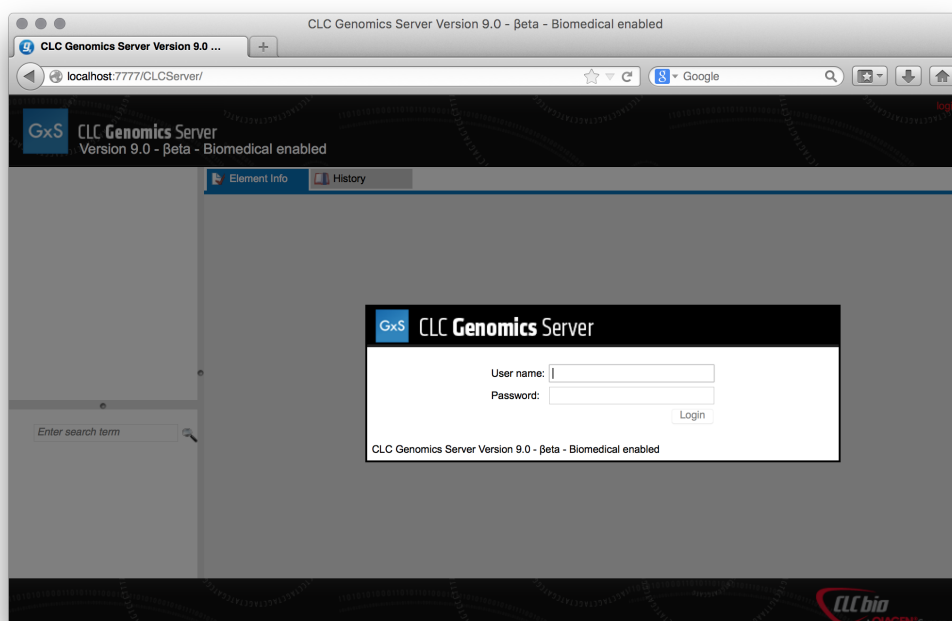 CLC Genomics Server Version 9.0 - βeta - Biomedical enabled
CLC Genomics Server Version 9.0 ...
localhost:7777/CLCServer/
Google
GxS
CLC Genomics Server
Version 9.0 - βeta - Biomedical enabled
Element Info
History
GxS CLC Genomics Server
User name:
Password:
Login
CLC Genomics Server Version 9.0 - βeta - Biomedical enabled
Enter search term
CLC bio